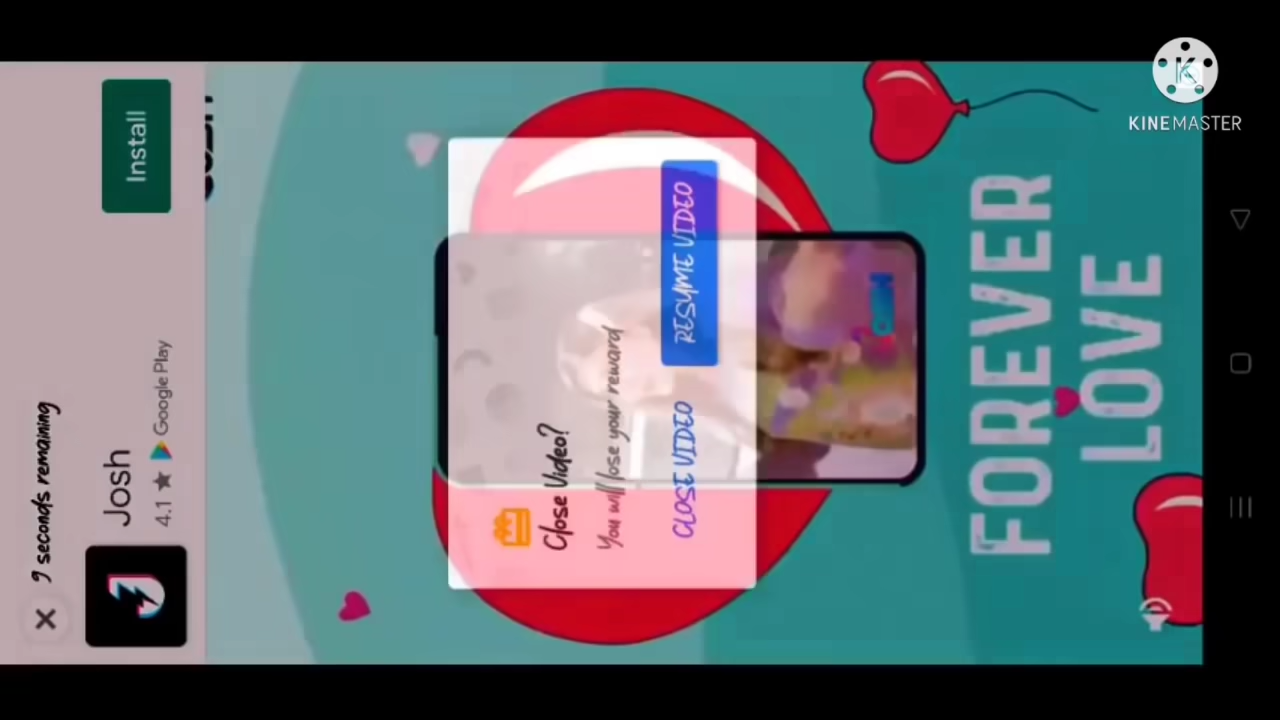 KINEMASTER
9 seconds remaining
Josh
4.1 ★ Google Play
Install
Close Video?
You will lose your reward
CLOSE VIDEO
RESUME VIDEO
FOREVER
LOVE